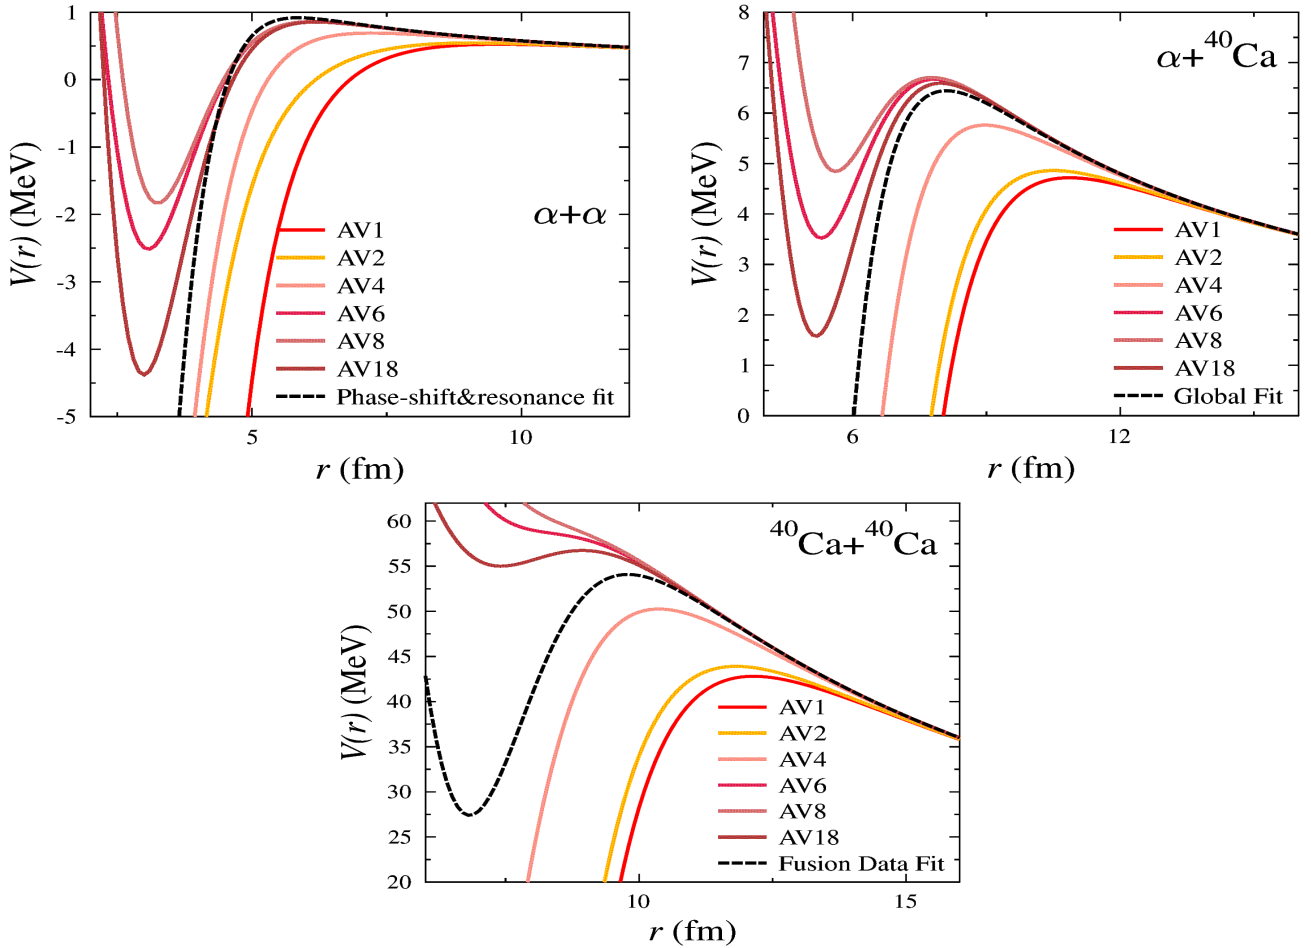 1
0
-1
-2
-3
-4
-5
V(r) (MeV)
α+α
AV1
AV2
AV4
AV6
AV8
AV18
Phase-shift&resonance fit
5
10
r (fm)
8
7
6
5
4
3
2
1
0
V(r) (MeV)
α+⁴⁰Ca
AV1
AV2
AV4
AV6
AV8
AV18
Global Fit
6
12
r (fm)
60
55
50
45
40
35
30
25
20
V(r) (MeV)
⁴⁰Ca+⁴⁰Ca
AV1
AV2
AV4
AV6
AV8
AV18
Fusion Data Fit
10
15
r (fm)